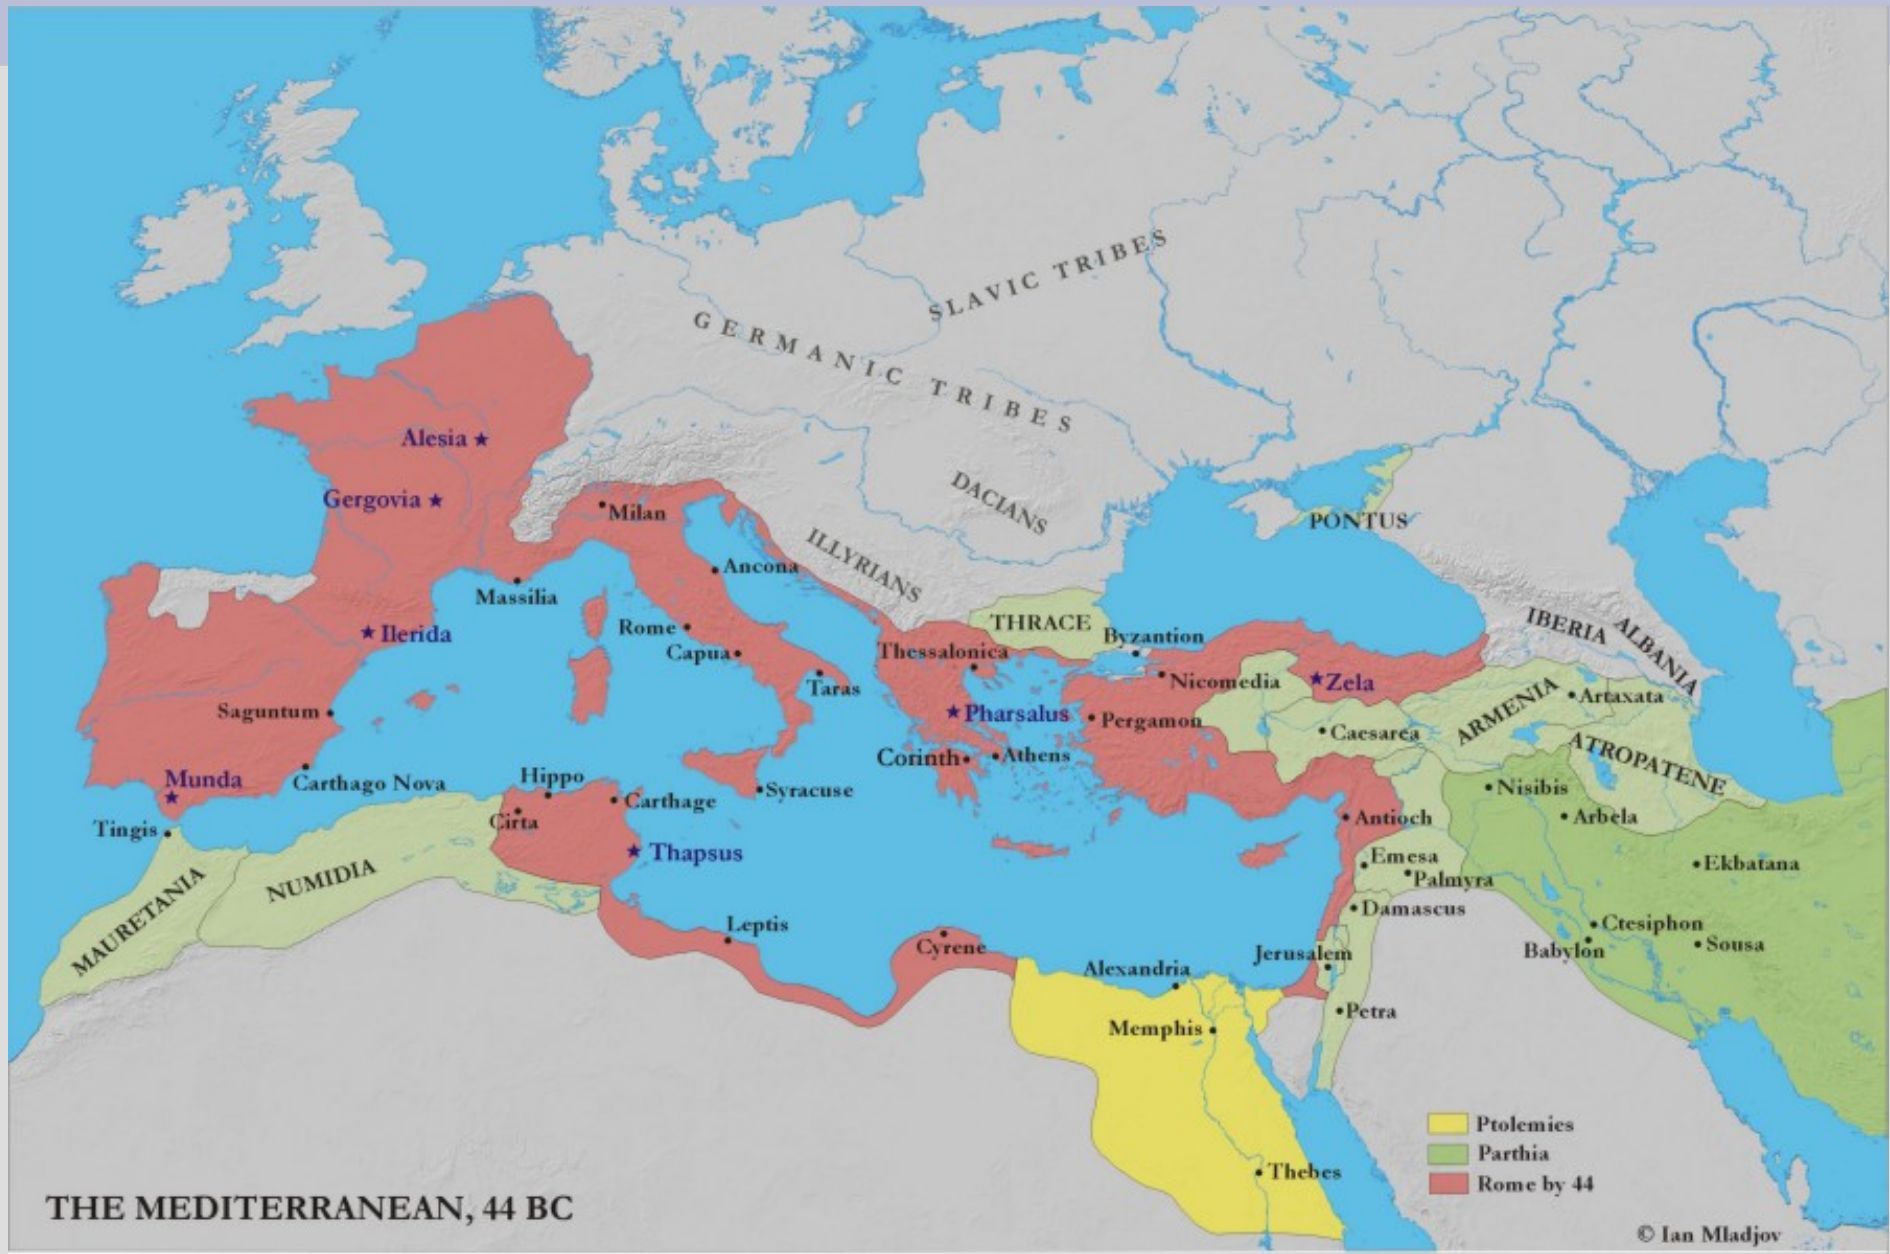 SLAVIC TRIBES
GERMANIC TRIBES
Alesia
Gergovia
DACIANS
Milan
PONTUS
ILLYRIANS
Ancona
Massilia
THRACE
IBERIA
ALBANIA
Ilerida
Rome
Byzantion
Capua
Thessalonica
Taras
Nicomedia
Zela
Artaxata
Saguntum
Pharsalus
Pergamon
ARMENIA
Caesarea
Corinth
Athens
ATROPATENE
Munda
Carthago Nova
Hippo
Syracuse
Nisibis
Carthage
Cirta
Antioch
Arbela
Tingis
Thapsus
Emesa
Palmyra
Ekbatana
NUMIDIA
MAURETANIA
Damascus
Leptis
Cyrene
Ctesiphon
Babylon
Sousa
Jerusalem
Alexandria
Petra
Memphis
Ptolemies
Parthia
Rome by 44
Thebes
THE MEDITERRANEAN, 44 BC
© Ian Mladjov